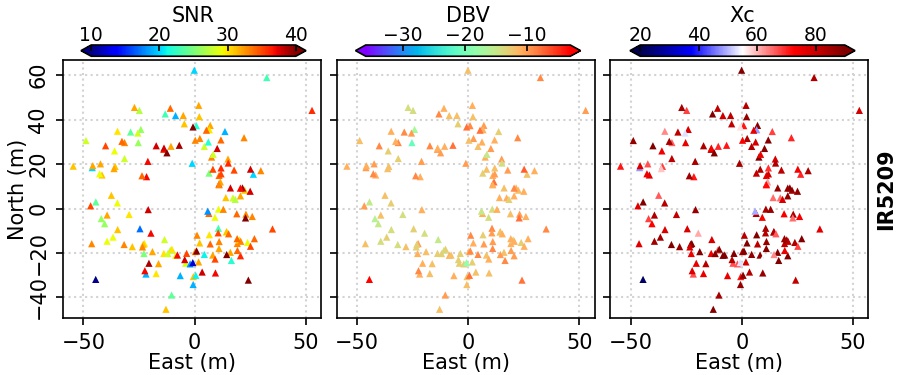 SNR DBV Xc
10 20 30 40 −30 −20 −10 20 40 60 80
60
40
20
0
−20
−40
North (m)
−50 0 50 −50 0 50 −50 0 50
East (m) East (m) East (m)
IR5209